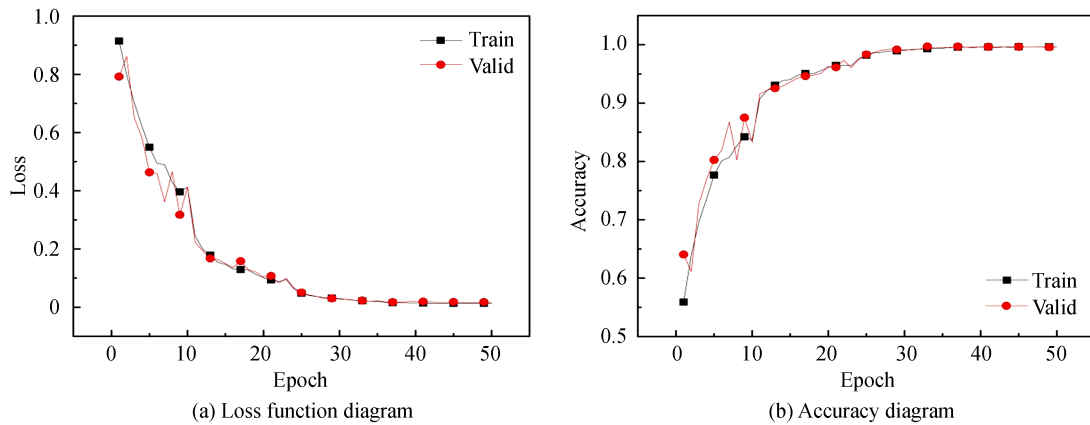 1.0
0.8
0.6
0.4
0.2
0
Loss
0 10 20 30 40 50
Epoch
Train
Valid
(a) Loss function diagram
1.0
0.9
0.8
0.7
0.6
0.5
Accuracy
0 10 20 30 40 50
Epoch
Train
Valid
(b) Accuracy diagram